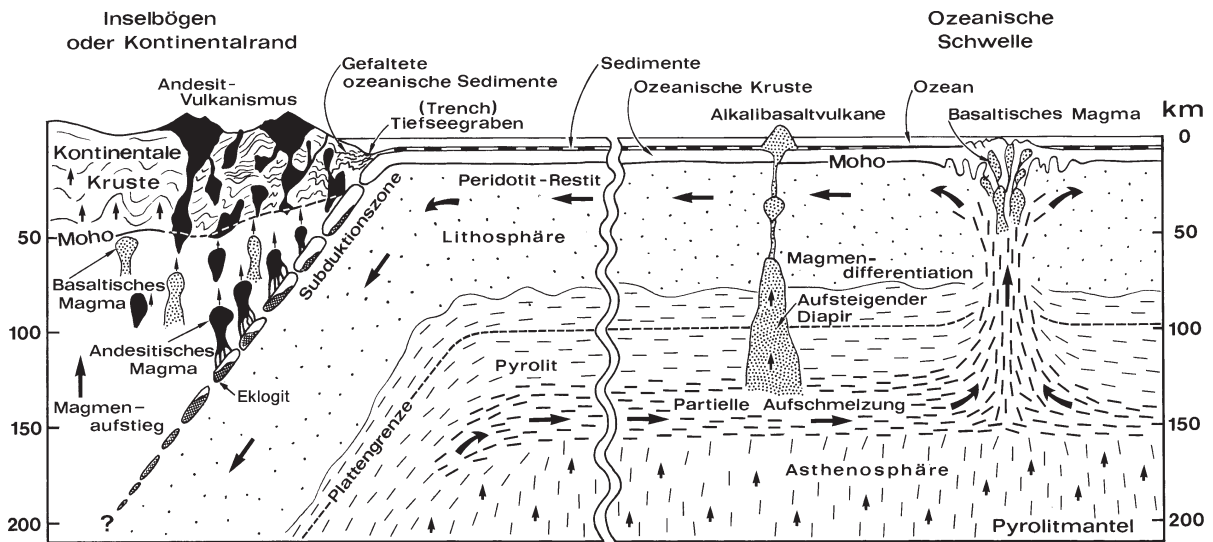 Inselbögen
oder Kontinentalrand
Ozeanische
Schwelle
Gefaltete
ozeanische Sedimente
Sedimente
Ozeanische Kruste
Ozean
Andesit-
Vulkanismus
(Trench)
Tiefseegraben
Alkalibasaltvulkane
Basaltisches Magma
km
0
Kontinentale
Kruste
Moho
Peridotit-Restit
Lithosphäre
Subduktionszone
50
Moho
50
Basaltisches
Magma
Magmen-
differentiation
Aufsteigender
Diapir
100
100
Andesitisches
Magma
Eklogit
Pyrolit
Partielle Aufschmelzung
Magmen-
aufstieg
150
150
Plattengrenze
Asthenosphäre
?
200
Pyrolitmantel
200